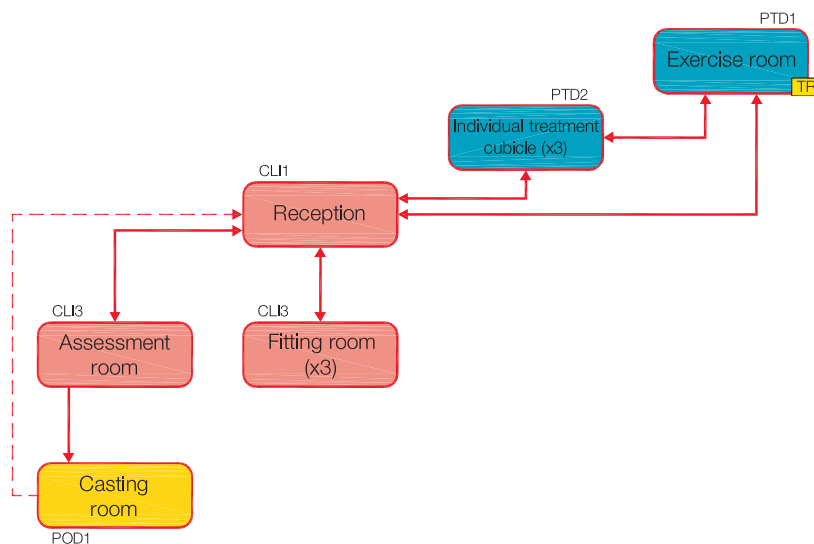 PTD1
Exercise room
TR
PTD2
Individual treatment
cubicle (x3)
CLI1
Reception
CLI3
Assessment
room
CLI3
Fitting room
(x3)
Casting
room
POD1